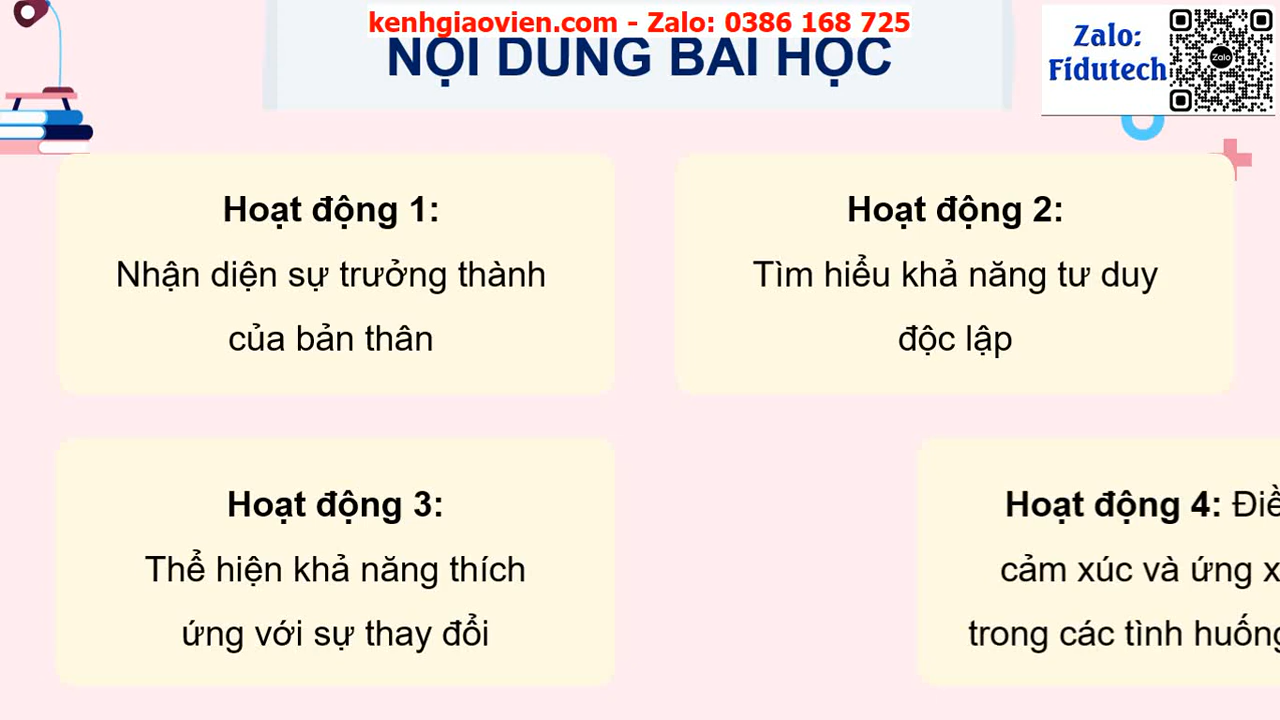 kenhgiaovien.com - Zalo: 0386 168 725
NỘI DUNG BÀI HỌC
Zalo:
Fidutech
Zalo
Hoạt động 1:
Nhận diện sự trưởng thành
của bản thân
Hoạt động 2:
Tìm hiểu khả năng tư duy
độc lập
Hoạt động 3:
Thể hiện khả năng thích
ứng với sự thay đổi
Hoạt động 4:
cảm xúc và ứng
trong các tình huống